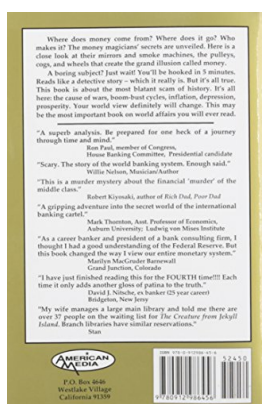 Where does money come from? Where does it go? Who
makes it? The money magicians' secrets are unveiled. Here is a
close look at their mirrors and smoke machines, the pulleys,
cogs, and wheels that create the grand illusion called money.
A boring subject? Just wait! You'll be hooked in 5 minutes.
Reads like a detective story – which it really is. But it's all true.
This book is about the most blatant scam of history. It's all
here: the cause of wars, boom-bust cycles, inflation, depression,
prosperity. Your world view definitely will change. This may
be the most important book on world affairs you will ever read.
"A superb analysis. Be prepared for one heck of a journey
through time and mind."
Ron Paul, member of Congress,
House Banking Committee, Presidential candidate
"Scary. The story of the world banking system. Enough said."
Willie Nelson, Musician/Author
"This is a murder mystery about the financial 'murder' of the
middle class."
Robert Kiyosaki, author of Rich Dad, Poor Dad
"A gripping adventure into the secret world of the international
banking cartel."
Mark Thornton, Asst. Professor of Economics,
Auburn University; Ludwig von Mises Institute
"As a career banker and president of a bank consulting firm, I
thought I had a good understanding of the Federal Reserve. But
this book changed the way I view our entire monetary system."
Marilyn MacGruder Barnewall
Grand Junction, Colorado
"I have just finished reading this for the FOURTH time!!!! Each
time it only adds another gloss of patina to the truth."
David J. Nitsche, ex banker (25 year career)
Bridgeton, New Jersey
"My wife manages a large main library and told me there are
over 37 people on the waiting list for The Creature from Jekyll
Island. Branch libraries have similar reservations."
Stan
AMERICAN
MEDIA
P.O. Box 4646
Westlake Village
California 91359
ISBN 978-0-912986-45-6
52450
9 780912 986456